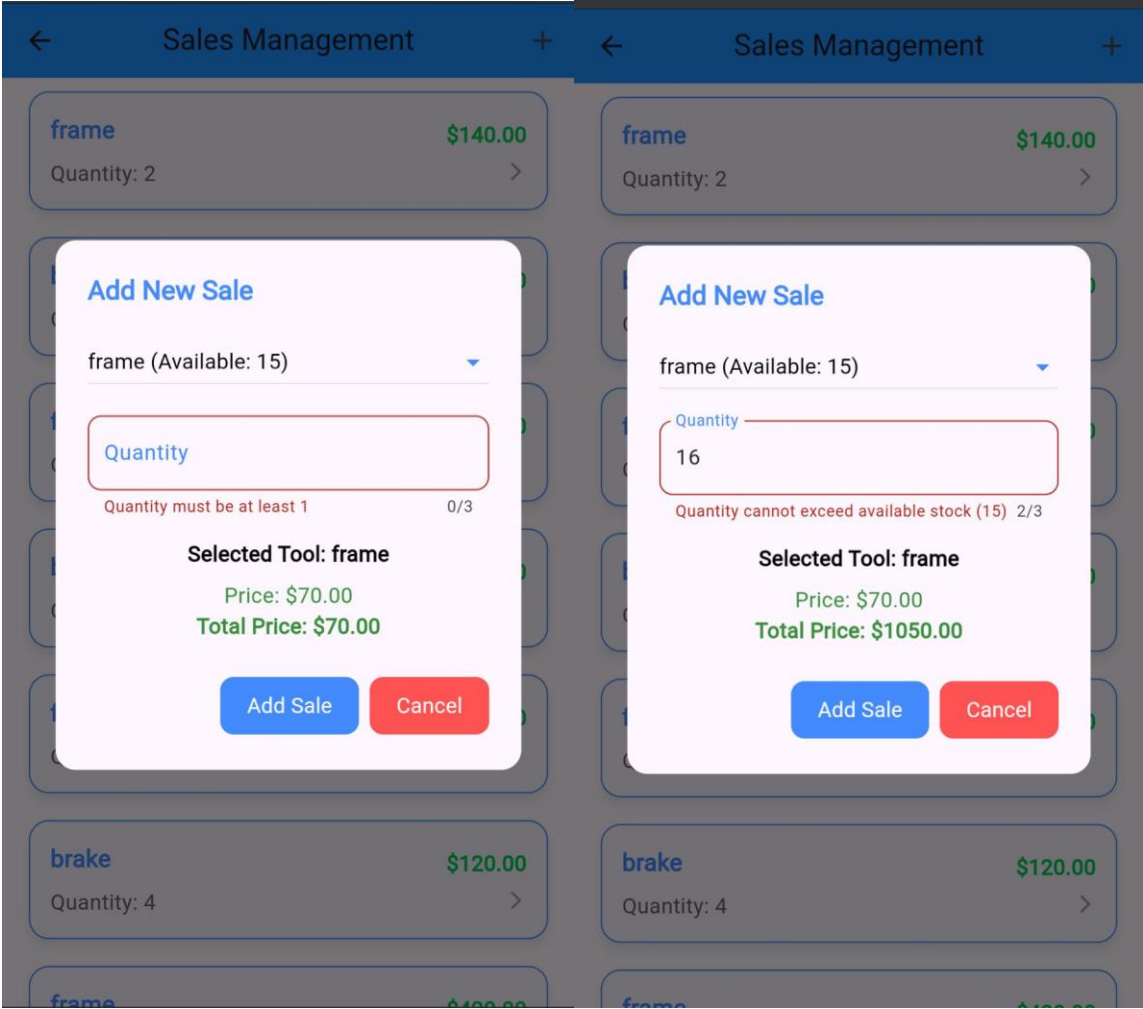 Sales Management
+
frame
$140.00
Quantity: 2
Add New Sale
frame (Available: 15)
Quantity
Quantity must be at least 1
0/3
Selected Tool: frame
Price: $70.00
Total Price: $70.00
Add Sale
Cancel
brake
$120.00
Quantity: 4
frame
Sales Management
+
frame
$140.00
Quantity: 2
Add New Sale
frame (Available: 15)
Quantity
16
Quantity cannot exceed available stock (15)
2/3
Selected Tool: frame
Price: $70.00
Total Price: $1050.00
Add Sale
Cancel
brake
$120.00
Quantity: 4
frame